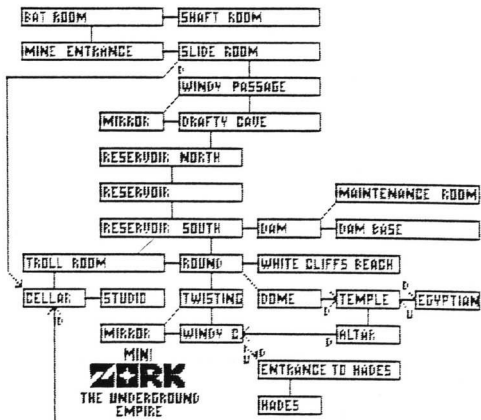 BAT ROOM SHAFT ROOM
MINE ENTRANCE SLIDE ROOM
D
WINDY PASSAGE
MIRROR DRAFTY CAVE
RESERVOIR NORTH
RESERVOIR MAINTENANCE ROOM
RESERVOIR SOUTH DAM DAM BASE
TROLL ROOM ROUND WHITE CLIFFS BEACH
D
CELLAR STUDIO TWISTING DOME TEMPLE EGYPTIAN
D D U
MIRROR WINDY C ALTAR
D
U D
MINI ENTRANCE TO HADES
ZORK
THE UNDERGROUND
EMPIRE
HADES